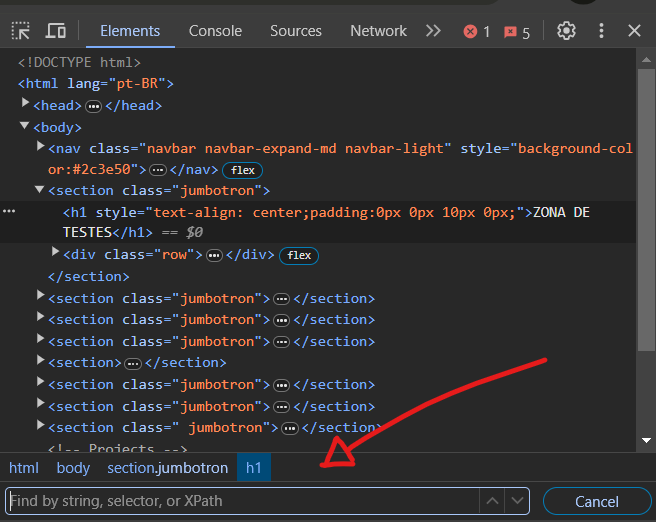 Elements Console Sources Network 1 5
<!DOCTYPE html>
<html lang="pt-BR">
<head> … </head>
<body>
<nav class="navbar navbar-expand-md navbar-light" style="background-col
or:#2c3e50"> … </nav> flex
<section class="jumbotron">
… <h1 style="text-align: center;padding:0px 0px 10px 0px;">ZONA DE
TESTES</h1> == $0
<div class="row"> … </div> flex
</section>
<section class="jumbotron"> … </section>
<section class="jumbotron"> … </section>
<section class="jumbotron"> … </section>
<section> … </section>
<section class="jumbotron"> … </section>
<section class="jumbotron"> … </section>
<section class=" jumbotron"> … </section>
<!-- Projects -->
html body section.jumbotron h1
Find by string, selector, or XPath Cancel